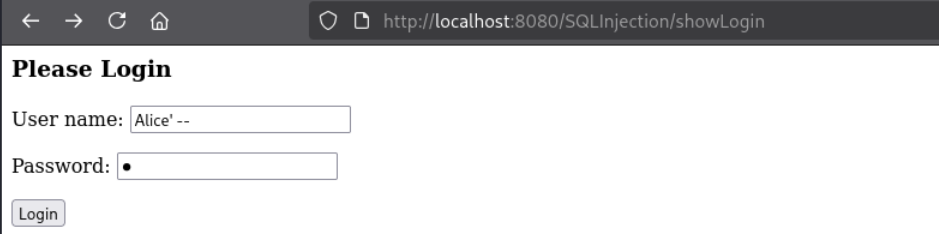 http://localhost:8080/SQLInjection/showLogin
Please Login
User name: Alice' --
Password: •
Login